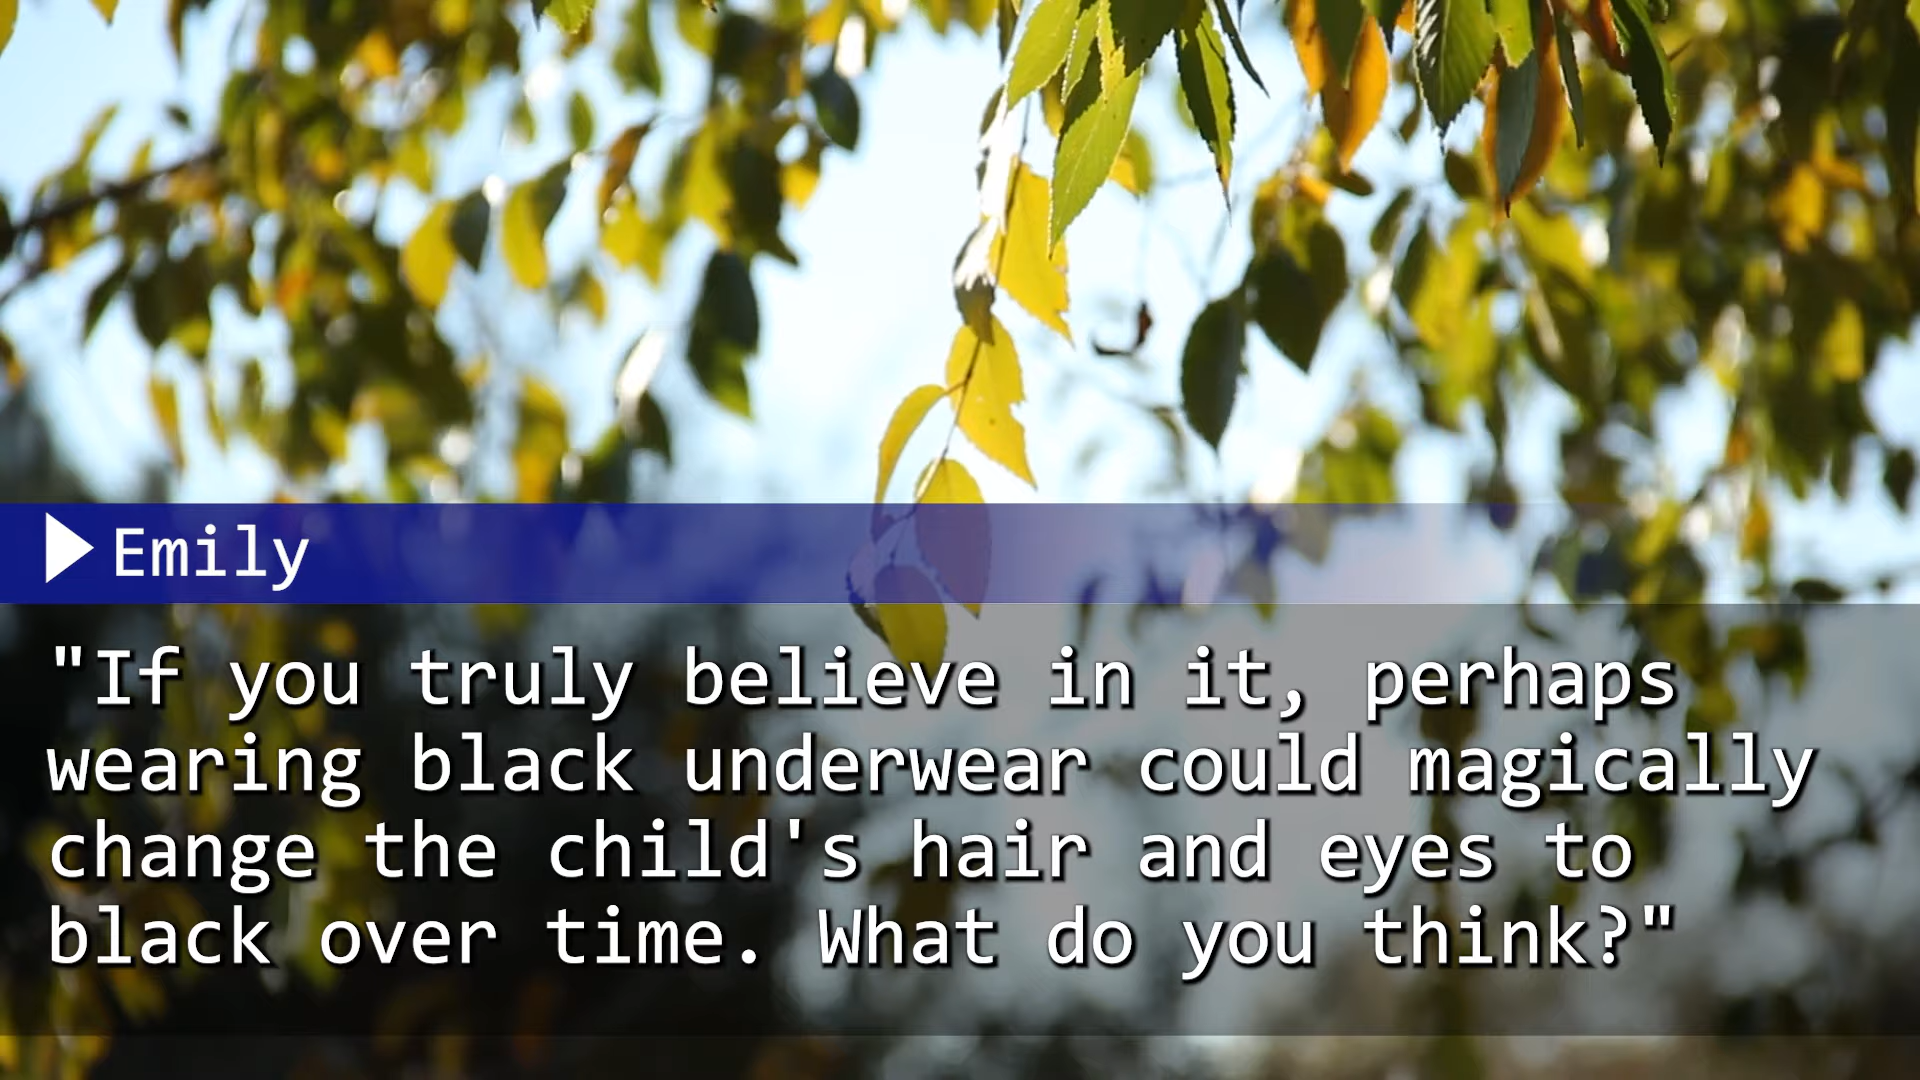 Emily
"If you truly believe in it, perhaps
wearing black underwear could magically
change the child's hair and eyes to
black over time. What do you think?"